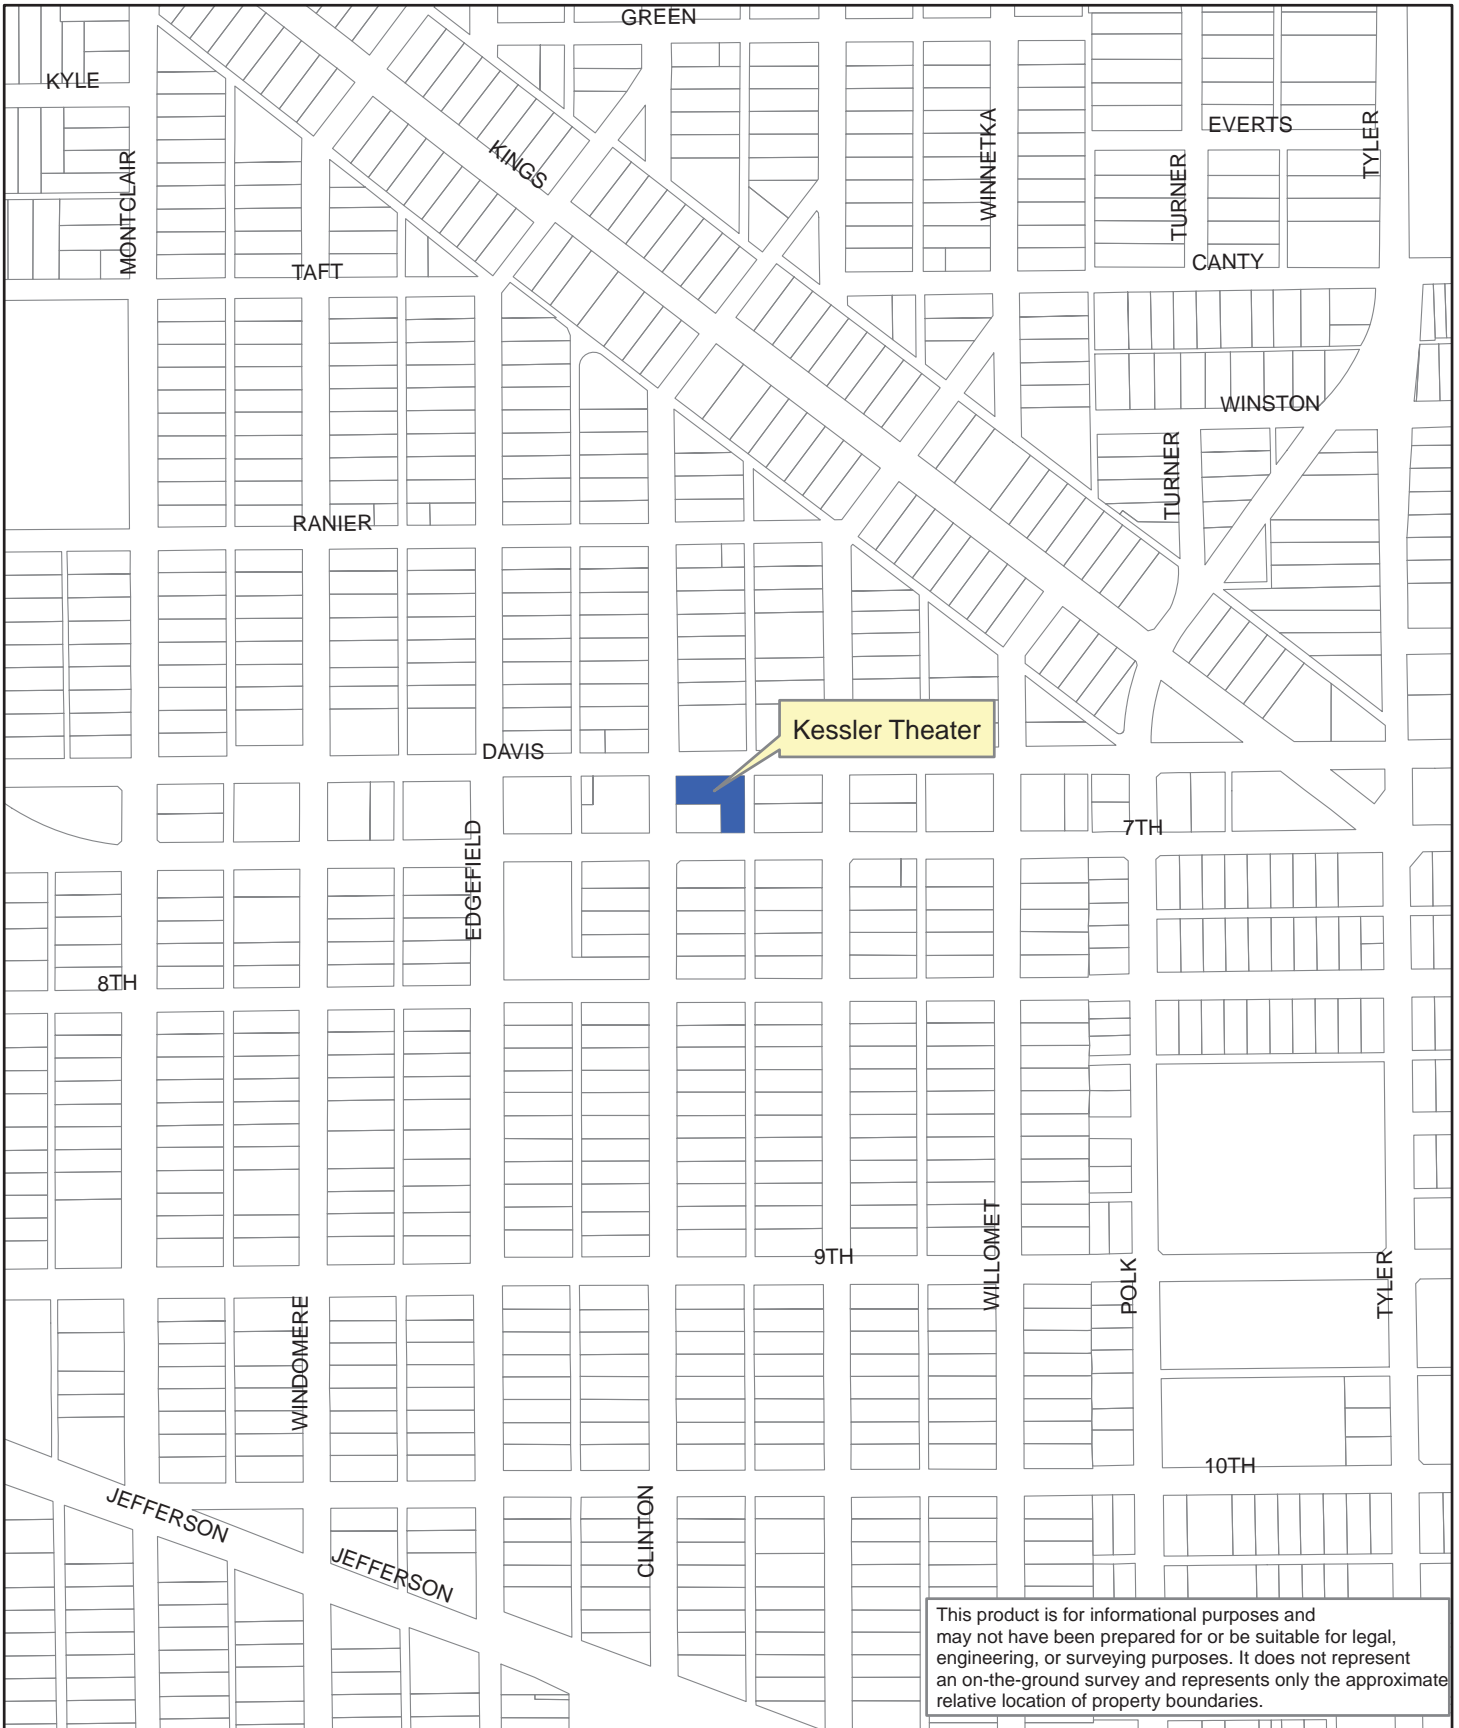 GREEN
KYLE
EVERTS
TYLER
KINGS
WINNETKA
MONTCLAIR
TURNER
TAFT
CANTY
WINSTON
TURNER
RANIER
Kessler Theater
DAVIS
7TH
EDGEFIELD
8TH
9TH
WILLOMET
POLK
TYLER
WINDOMERE
10TH
JEFFERSON
CLINTON
JEFFERSON
This product is for informational purposes and
may not have been prepared for or be suitable for legal,
engineering, or surveying purposes. It does not represent
an on-the-ground survey and represents only the approximate
relative location of property boundaries.